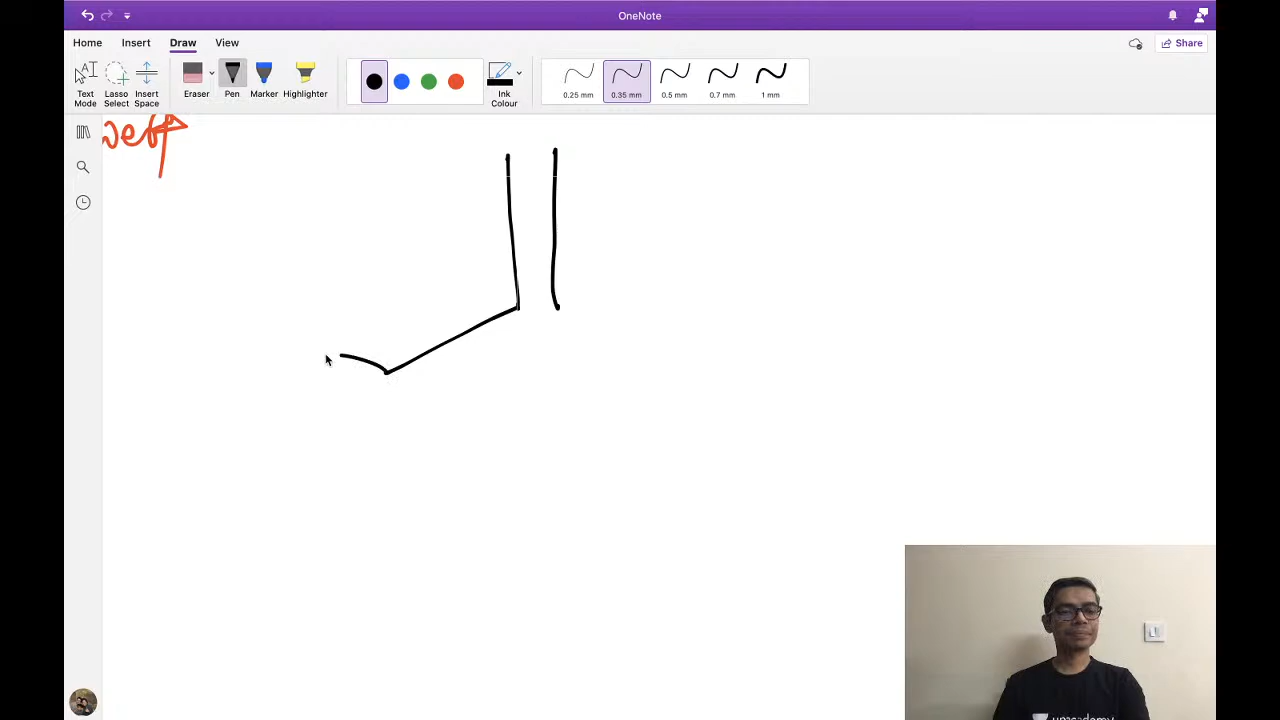 OneNote
Home Insert Draw View
Share
Text Mode
Lasso Select
Insert Space
Eraser
Pen
Marker
Highlighter
Ink Colour
0.25 mm
0.35 mm
0.5 mm
0.7 mm
1 mm
unacademy